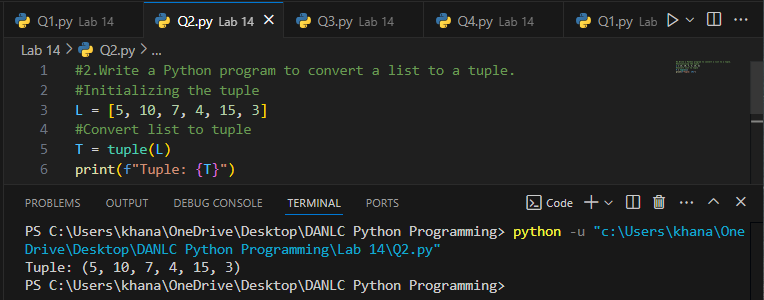 Q1.py Lab 14 Q2.py Lab 14 Q3.py Lab 14 Q4.py Lab 14 Q1.py Lab
Lab 14 > Q2.py > ...
1 #2.Write a Python program to convert a list to a tuple.
2 #Initializing the tuple
3 L = [5, 10, 7, 4, 15, 3]
4 #Convert list to tuple
5 T = tuple(L)
6 print(f"Tuple: {T}")
PROBLEMS OUTPUT DEBUG CONSOLE TERMINAL PORTS Code
PS C:\Users\khana\OneDrive\Desktop\DANLC Python Programming> python -u "c:\Users\khana\One
Drive\Desktop\DANLC Python Programming\Lab 14\Q2.py"
Tuple: (5, 10, 7, 4, 15, 3)
PS C:\Users\khana\OneDrive\Desktop\DANLC Python Programming>